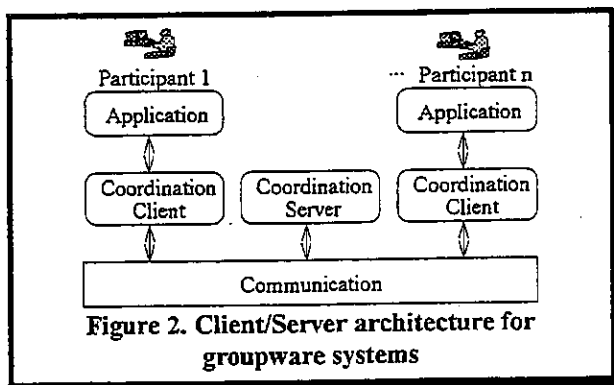 Participant 1 ... Participant n
Application Application
Coordination Coordination Coordination
Client Server Client
Communication
Figure 2. Client/Server architecture for
groupware systems